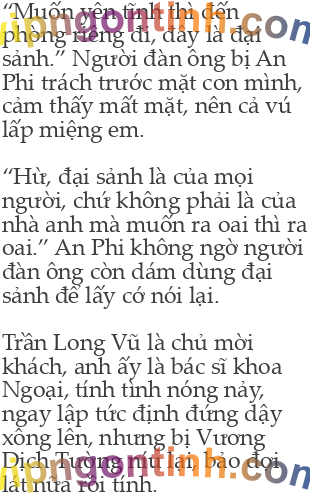 “Muốn yên tĩnh thì đến
phòng riêng đi, đây là đại
sảnh.” Người đàn ông bị An
Phi trách trước mặt con mình,
cảm thấy mất mặt, nên cả vú
lấp miệng em.
“Hừ, đại sảnh là của mọi
người, chứ không phải là của
nhà anh mà muốn ra oai thì ra
oai.” An Phi không ngờ người
đàn ông còn dám dùng đại
sảnh để lấy cớ nói lại.
Trần Long Vũ là chủ mời
khách, anh ấy là bác sĩ khoa
Ngoại, tính tình nóng nảy,
ngay lập tức định đứng dậy
xông lên, nhưng bị Vương
Dịch Tường níu lại, bảo đợi
lát nữa rồi tính.
vipngontinh.com
vipngontinh.com